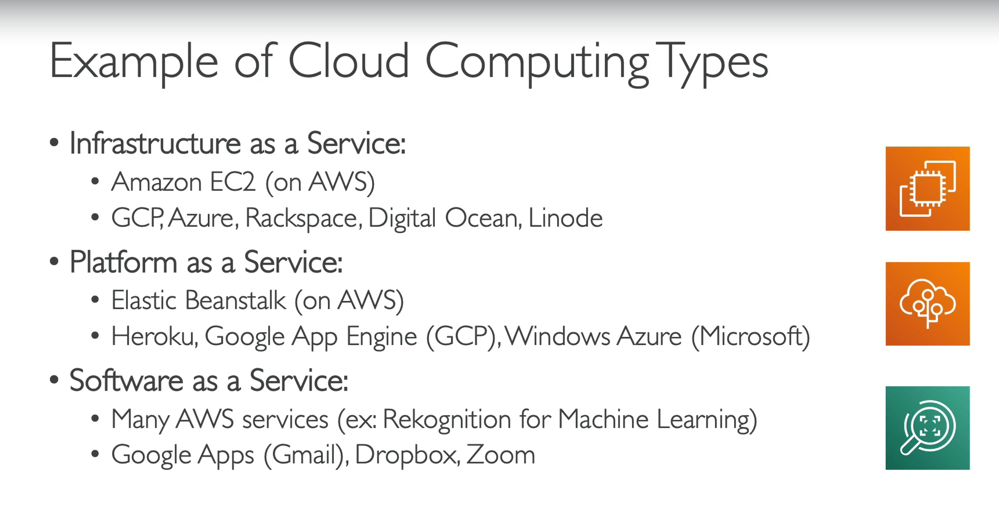 Example of Cloud Computing Types
• Infrastructure as a Service:
• Amazon EC2 (on AWS)
• GCP, Azure, Rackspace, Digital Ocean, Linode
• Platform as a Service:
• Elastic Beanstalk (on AWS)
• Heroku, Google App Engine (GCP), Windows Azure (Microsoft)
• Software as a Service:
• Many AWS services (ex: Rekognition for Machine Learning)
• Google Apps (Gmail), Dropbox, Zoom